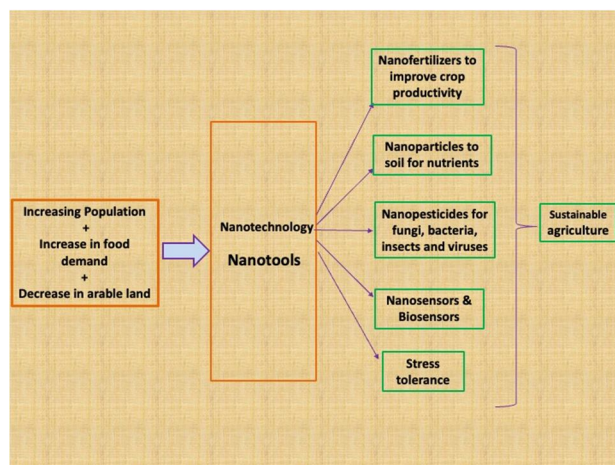 Increasing Population
+
Increase in food
demand
+
Decrease in arable land
Nanotechnology
Nanotools
Nanofertilizers to
improve crop
productivity
Nanoparticles to
soil for nutrients
Nanopesticides for
fungi, bacteria,
insects and viruses
Nanosensors &
Biosensors
Stress
tolerance
Sustainable
agriculture